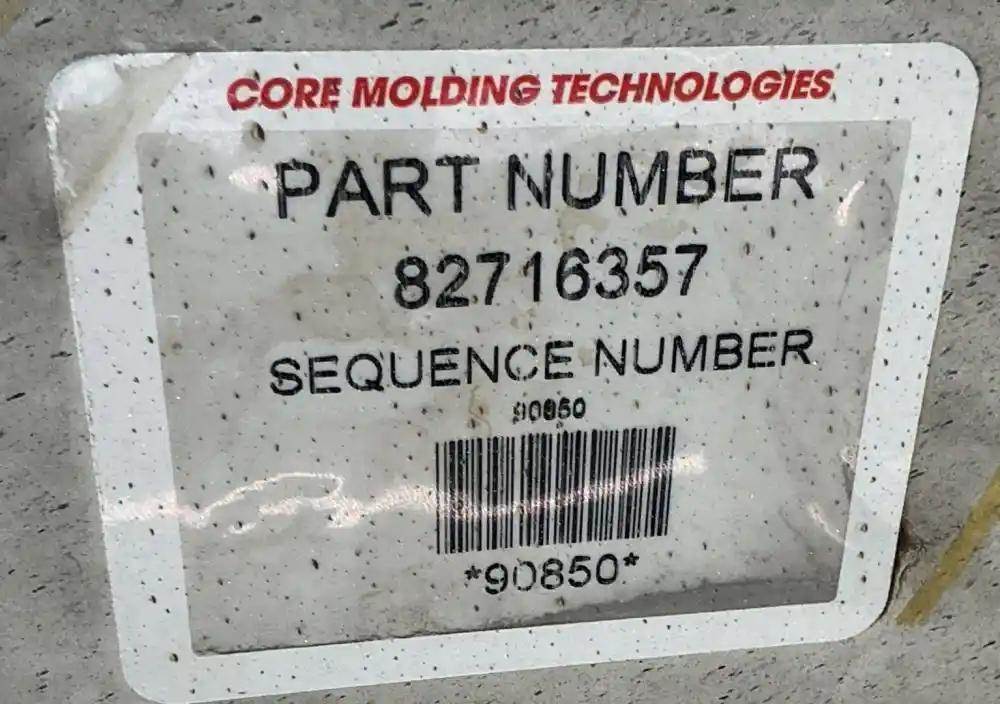 CORE MOLDING TECHNOLOGIES
PART NUMBER
82716357
SEQUENCE NUMBER
90850
*90850*